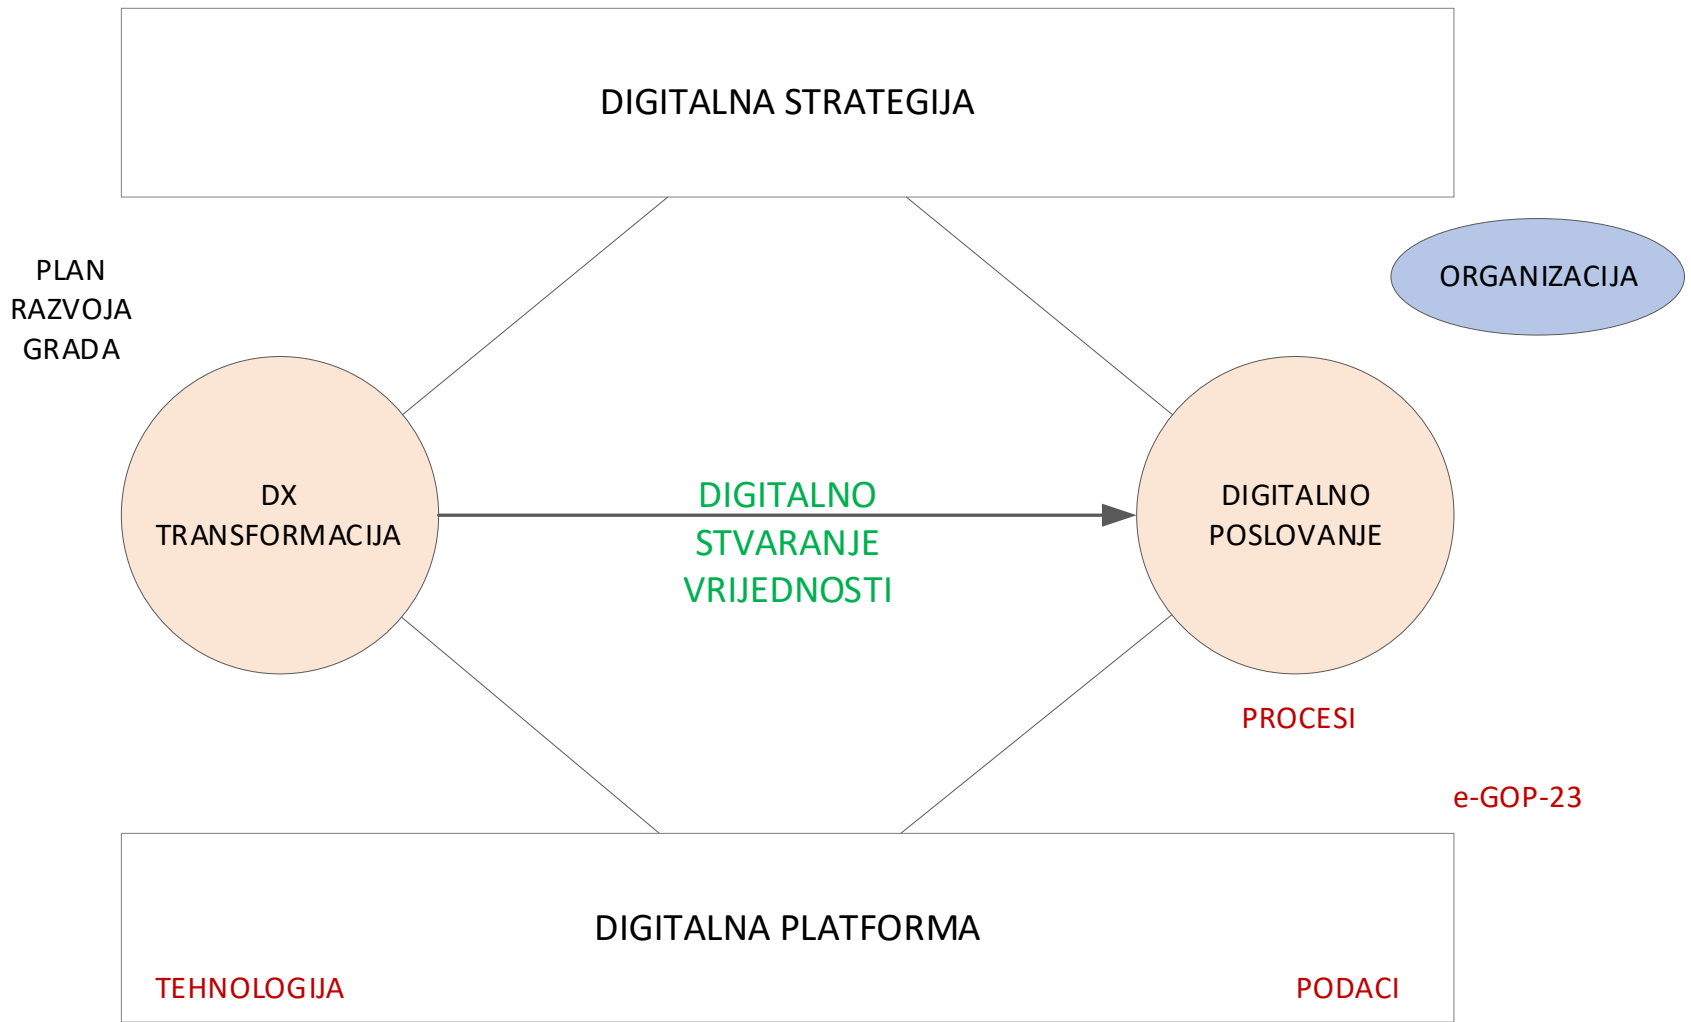 DIGITALNA STRATEGIJA
PLAN
RAZVOJA
GRADA
ORGANIZACIJA
DX
TRANSFORMACIJA
DIGITALNO
STVARANJE
VRIJEDNOSTI
DIGITALNO
POSLOVANJE
PROCESI
e-GOP-23
DIGITALNA PLATFORMA
TEHNOLOGIJA
PODACI